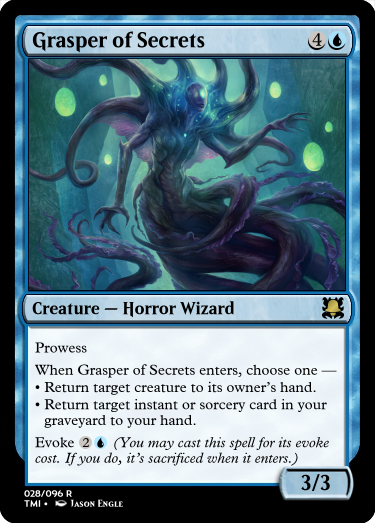 Grasper of Secrets 4
Creature — Horror Wizard
Prowess
When Grasper of Secrets enters, choose one —
• Return target creature to its owner's hand.
• Return target instant or sorcery card in your
graveyard to your hand.
Evoke 2 (You may cast this spell for its evoke
cost. If you do, it's sacrificed when it enters.)
3/3
028/096 R
TMI • Jason Engle